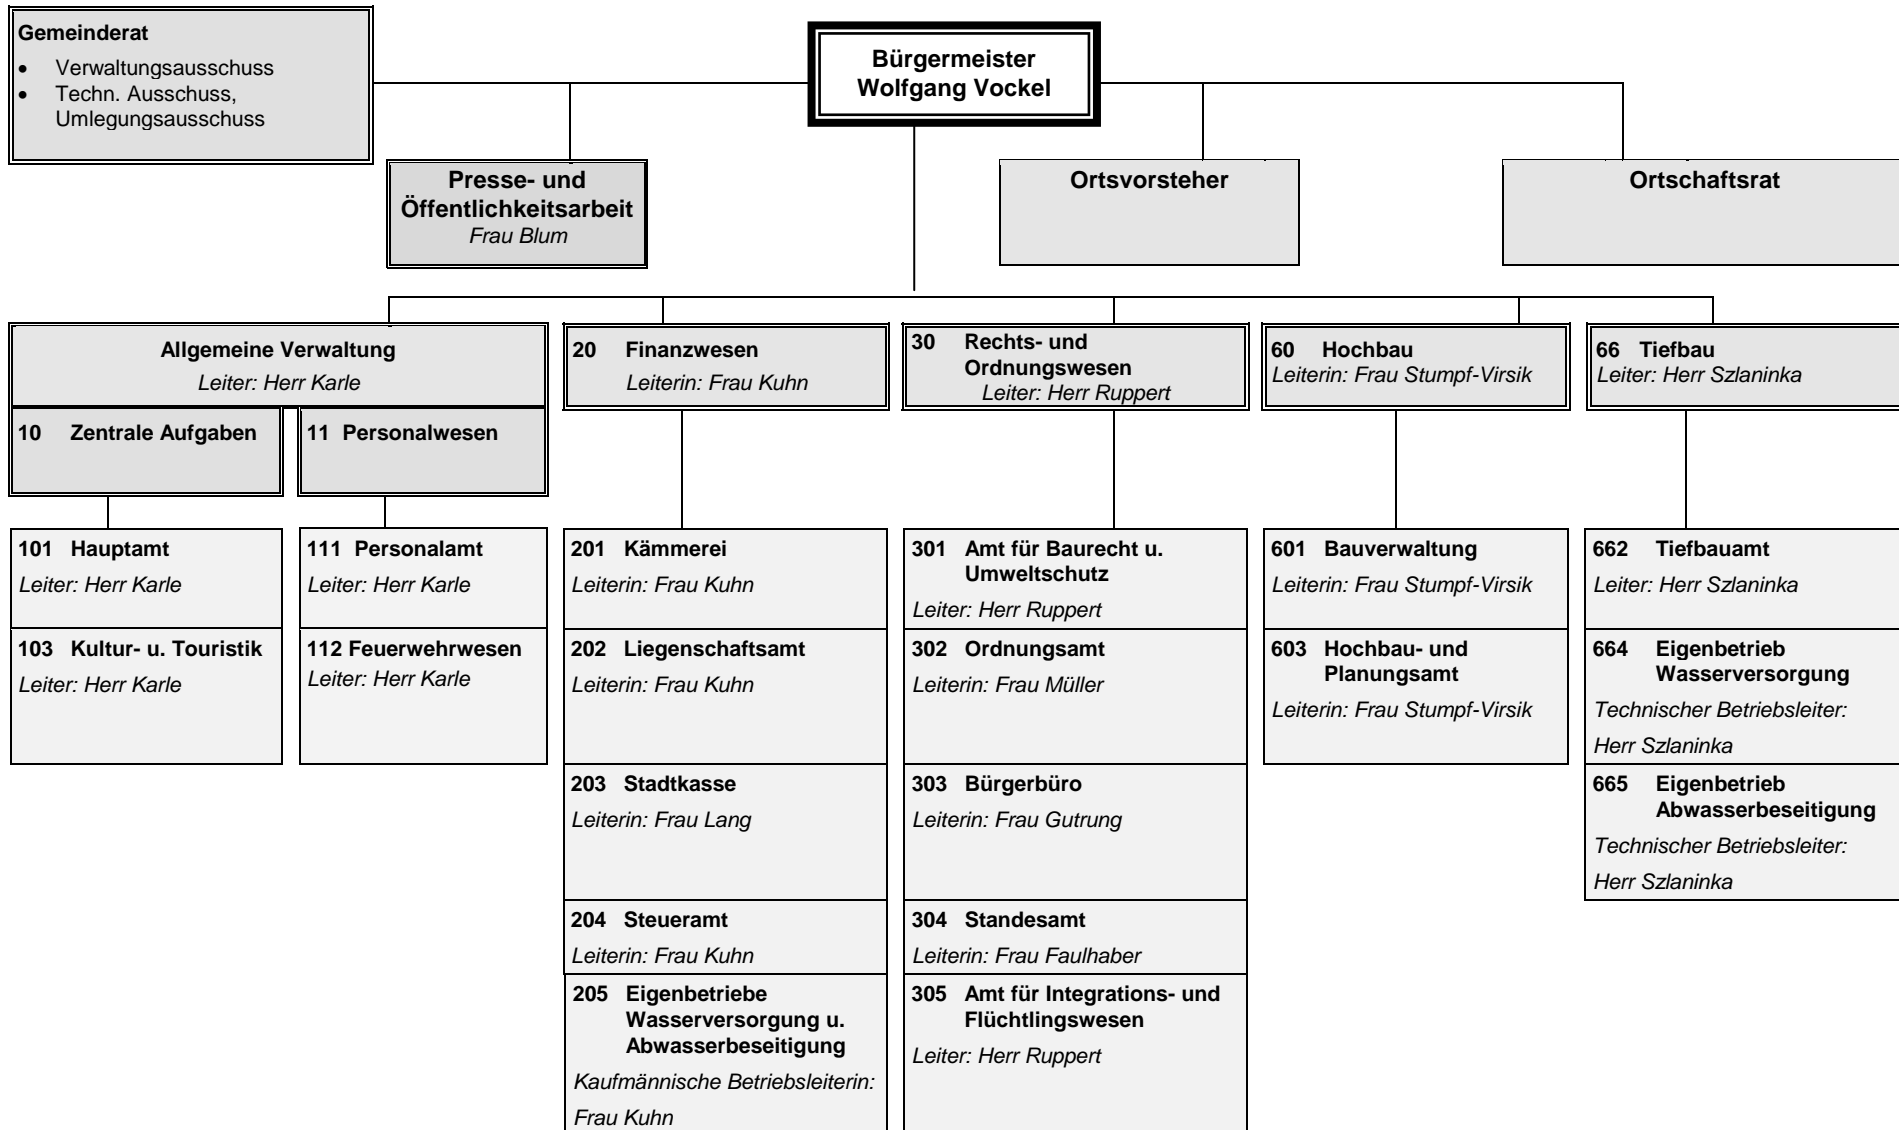 Gemeinderat
• Verwaltungsausschuss
• Techn. Ausschuss,
Umlegungsausschuss
Bürgermeister
Wolfgang Vockel
Presse- und
Öffentlichkeitsarbeit
Frau Blum
Ortsvorsteher
Ortschaftsrat
Allgemeine Verwaltung
Leiter: Herr Karle
10 Zentrale Aufgaben
11 Personalwesen
20 Finanzwesen
Leiterin: Frau Kuhn
30 Rechts- und
Ordnungswesen
Leiter: Herr Ruppert
60 Hochbau
Leiterin: Frau Stumpf-Virsik
66 Tiefbau
Leiter: Herr Szlaninka
101 Hauptamt
Leiter: Herr Karle
103 Kultur- u. Touristik
Leiter: Herr Karle
111 Personalamt
Leiter: Herr Karle
112 Feuerwehrwesen
Leiter: Herr Karle
201 Kämmerei
Leiterin: Frau Kuhn
202 Liegenschaftsamt
Leiterin: Frau Kuhn
203 Stadtkasse
Leiterin: Frau Lang
204 Steueramt
Leiterin: Frau Kuhn
205 Eigenbetriebe
Wasserversorgung u.
Abwasserbeseitigung
Kaufmännische Betriebsleiterin:
Frau Kuhn
301 Amt für Baurecht u.
Umweltschutz
Leiter: Herr Ruppert
302 Ordnungsamt
Leiterin: Frau Müller
303 Bürgerbüro
Leiterin: Frau Gutrung
304 Standesamt
Leiterin: Frau Faulhaber
305 Amt für Integrations- und
Flüchtlingswesen
Leiter: Herr Ruppert
601 Bauverwaltung
Leiterin: Frau Stumpf-Virsik
603 Hochbau- und
Planungsamt
Leiterin: Frau Stumpf-Virsik
662 Tiefbauamt
Leiter: Herr Szlaninka
664 Eigenbetrieb
Wasserversorgung
Technischer Betriebsleiter:
Herr Szlaninka
665 Eigenbetrieb
Abwasserbeseitigung
Technischer Betriebsleiter:
Herr Szlaninka